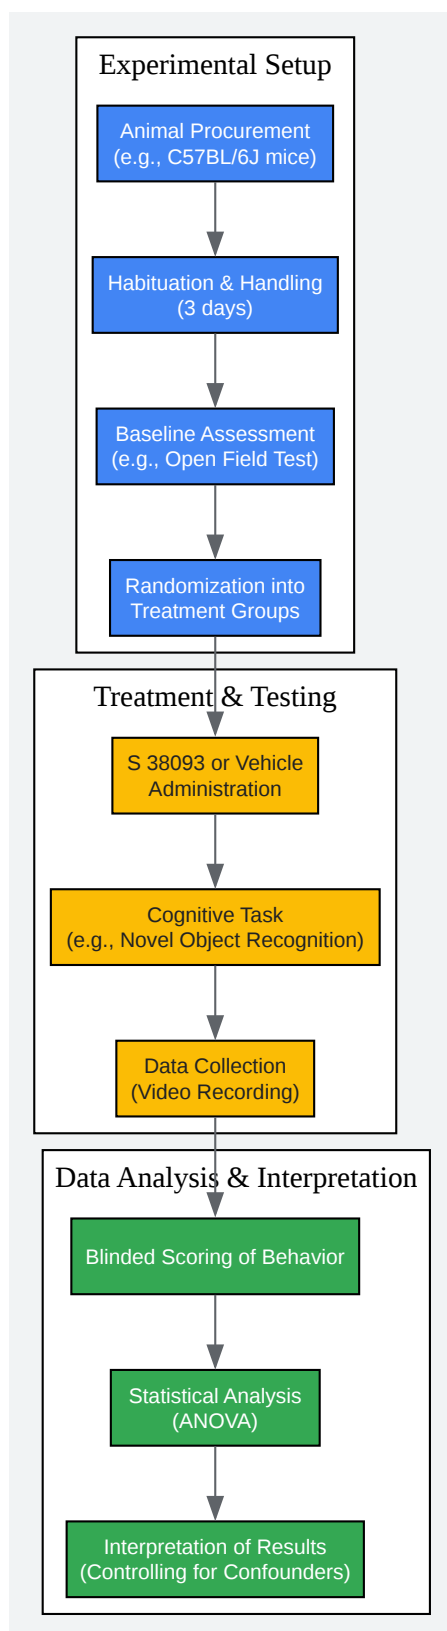 Experimental Setup
Animal Procurement
(e.g., C57BL/6J mice)
Habituation & Handling
(3 days)
Baseline Assessment
(e.g., Open Field Test)
Randomization into
Treatment Groups
Treatment & Testing
S 38093 or Vehicle
Administration
Cognitive Task
(e.g., Novel Object Recognition)
Data Collection
(Video Recording)
Data Analysis & Interpretation
Blinded Scoring of Behavior
Statistical Analysis
(ANOVA)
Interpretation of Results
(Controlling for Confounders)